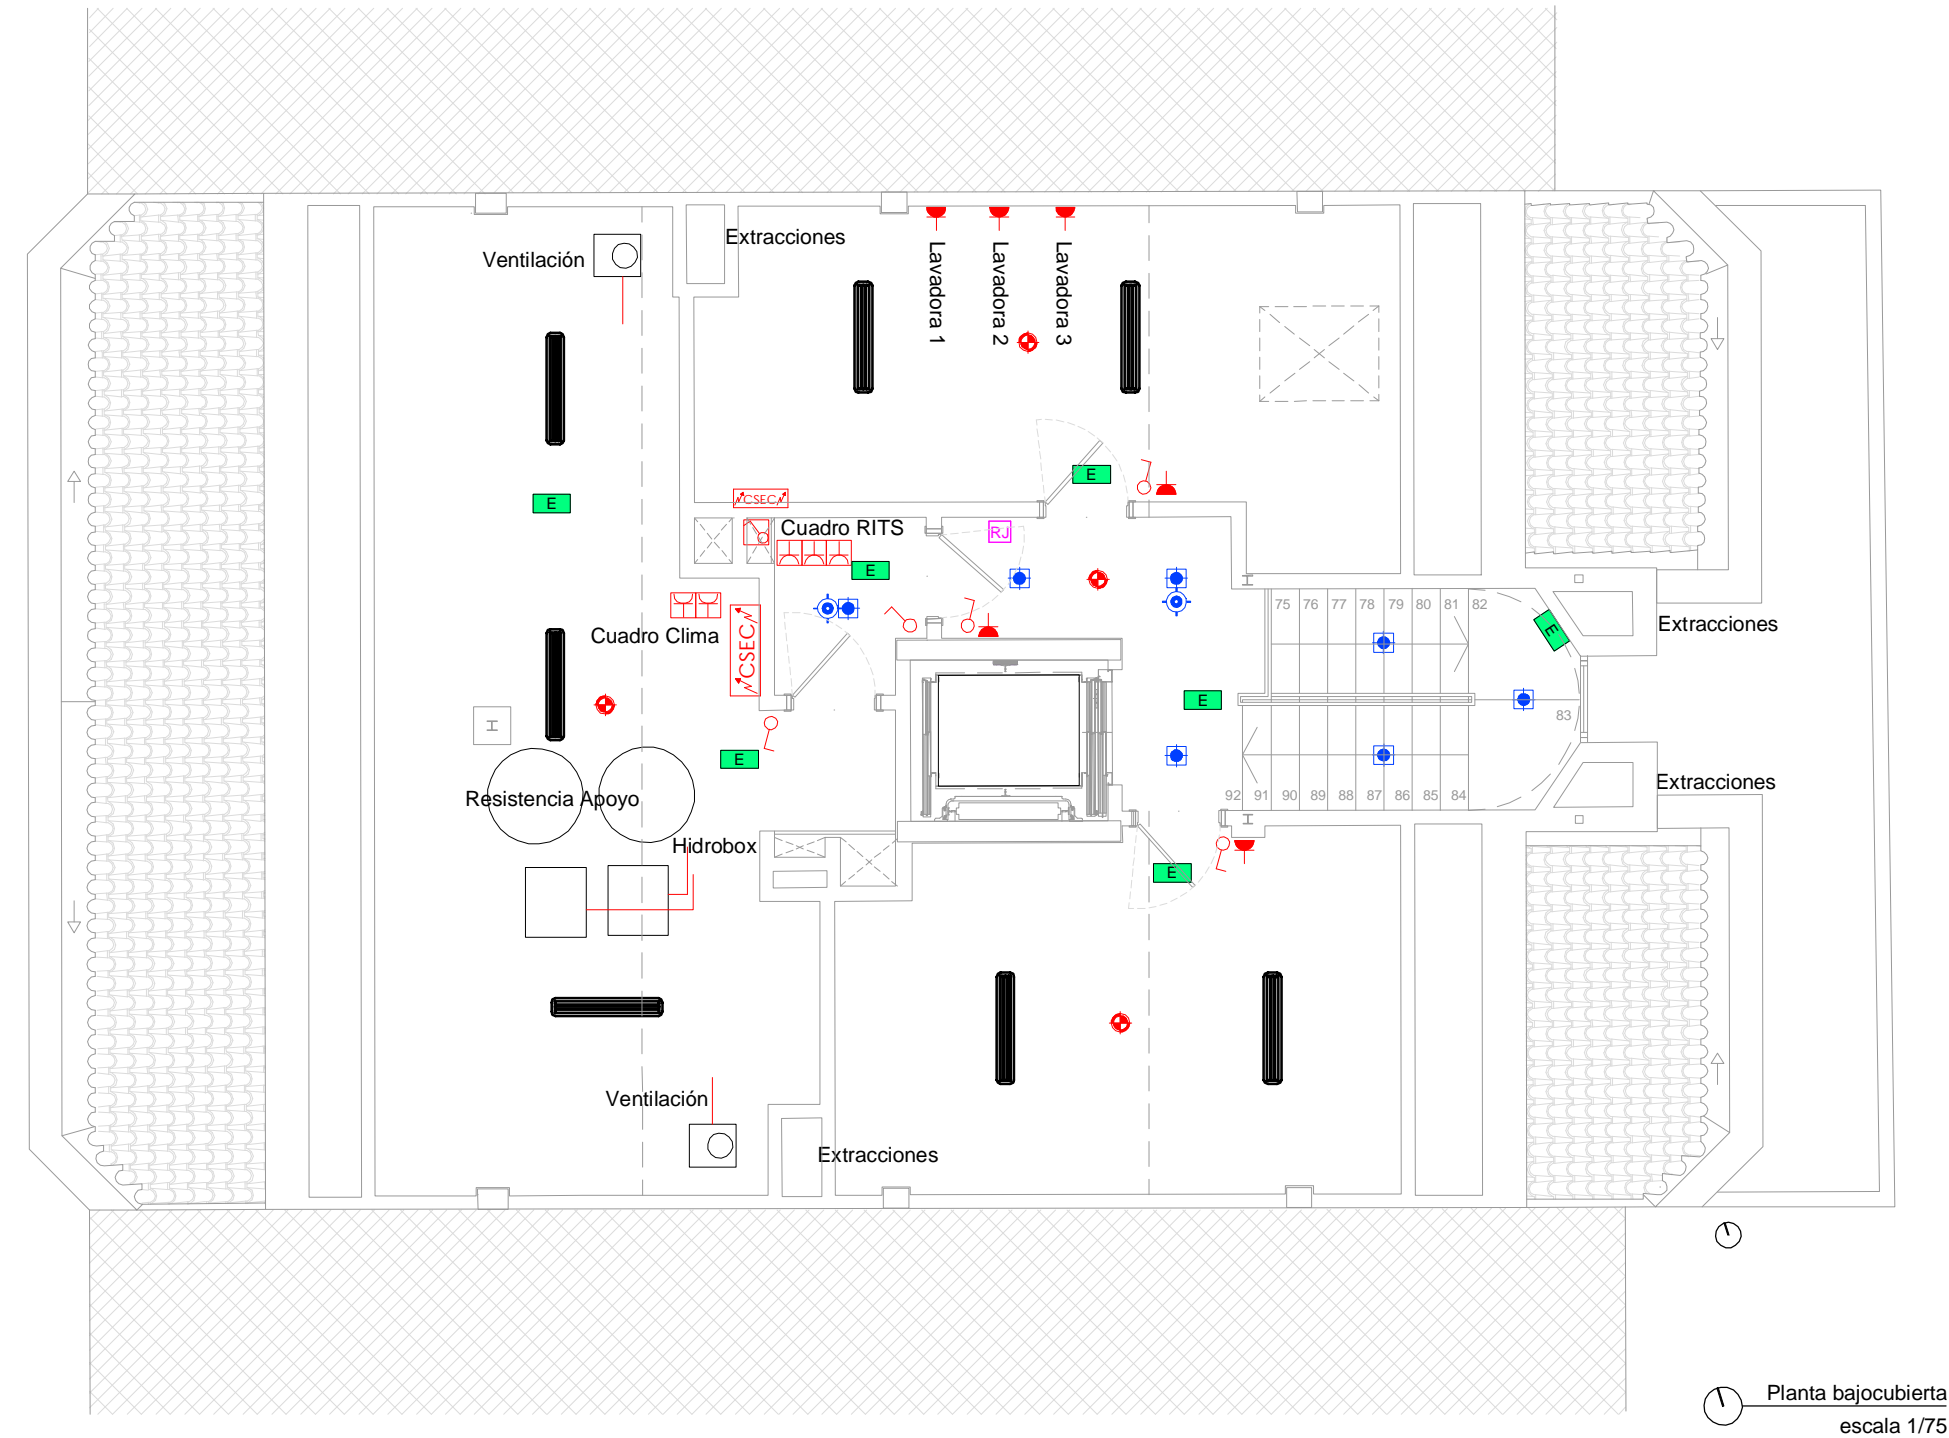 Extracciones
Ventilación
Lavadora 1
Lavadora 2
Lavadora 3
E
E
CSEC
Cuadro RITS
RJ
E
Cuadro Clima
CSEC
75 76 77 78 79 80 81 82
E
Extracciones
E
83
H
E
Resistencia Apoyo
92 91 90 89 88 87 86 85 84
Extracciones
Hidrobox
E
Ventilación
Extracciones
Planta bajocubierta
escala 1/75